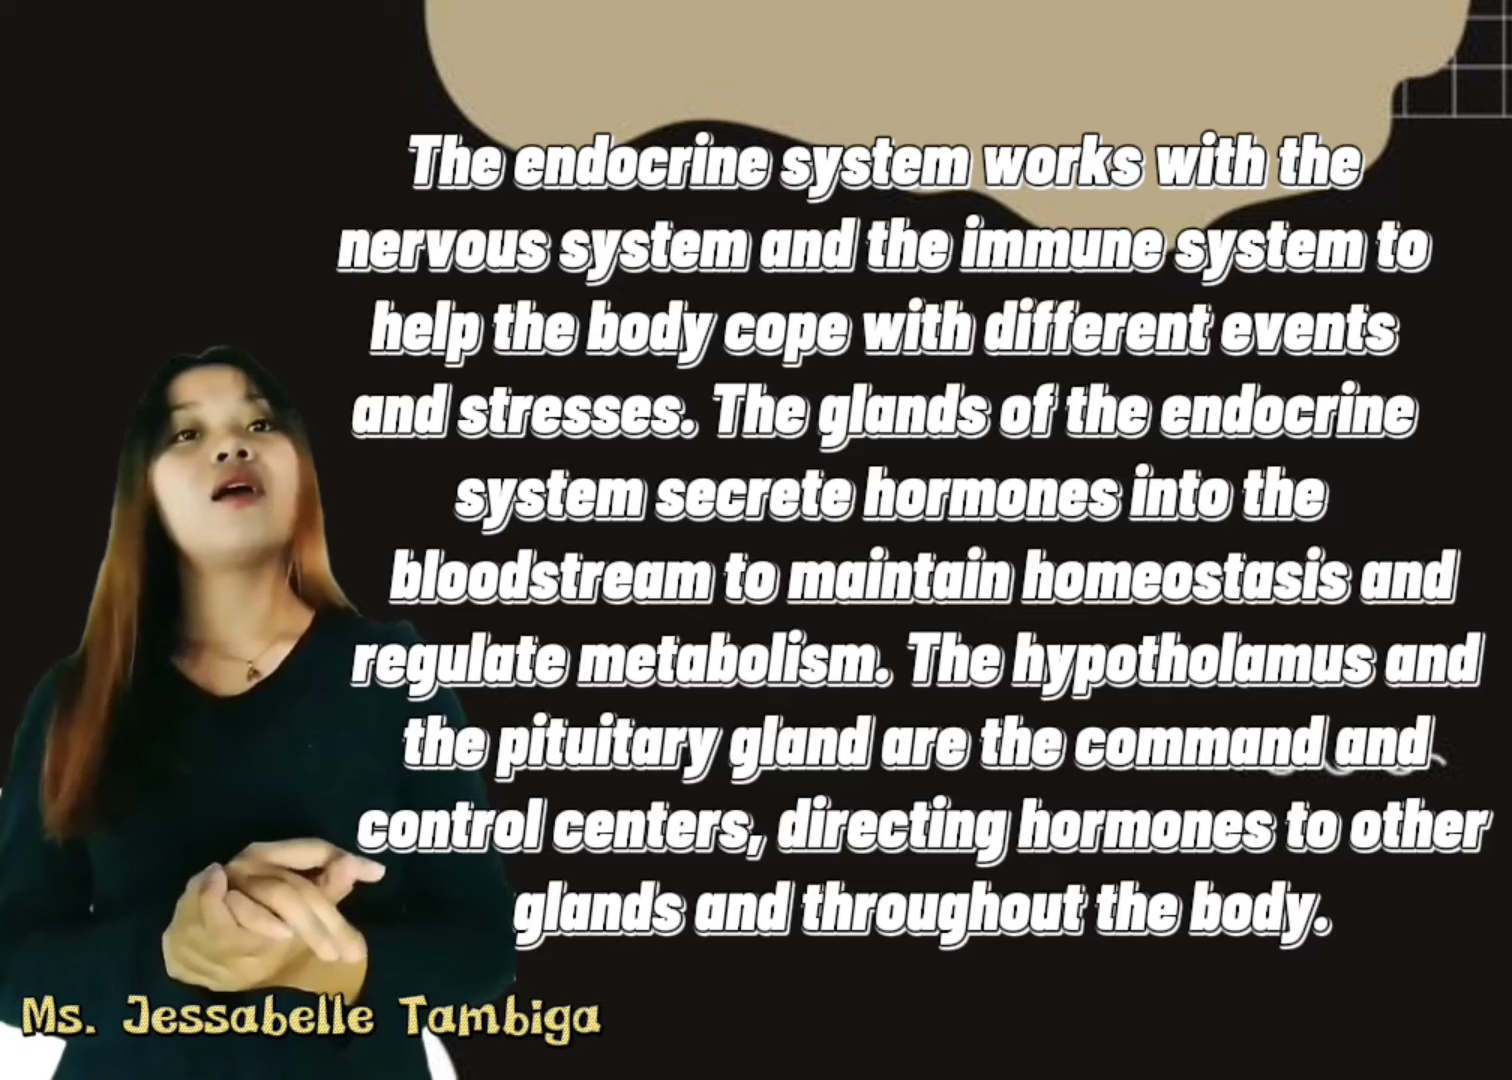 The endocrine system works with the
nervous system and the immune system to
help the body cope with different events
and stresses. The glands of the endocrine
system secrete hormones into the
bloodstream to maintain homeostasis and
regulate metabolism. The hypotholamus and
the pituitary gland are the command and
control centers, directing hormones to other
glands and throughout the body.
Ms. Jessabelle Tambiga